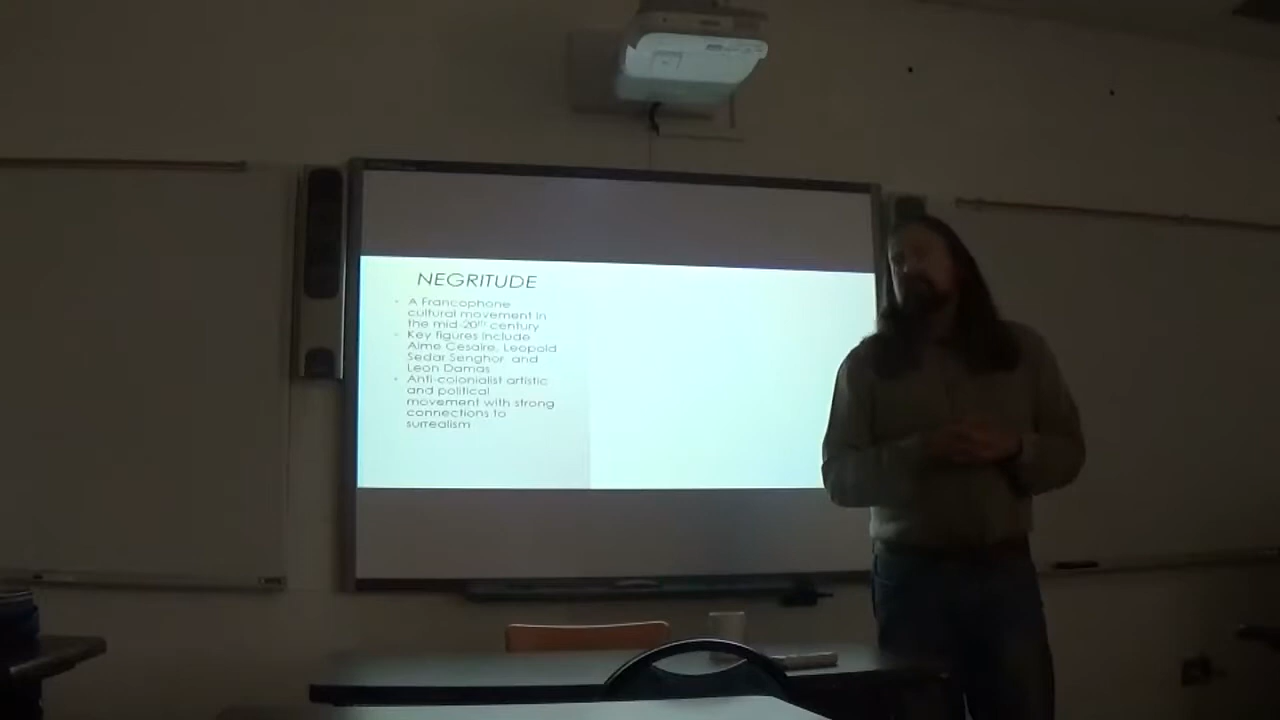 NEGRITUDE
A Francophone
cultural movement in
the mid-20th century
Key figures include
Aime Cesaire, Leopold
Sedar Senghor, and
Leon Damas
Anti-colonialist artistic
and political
movement with strong
connections to
surrealism